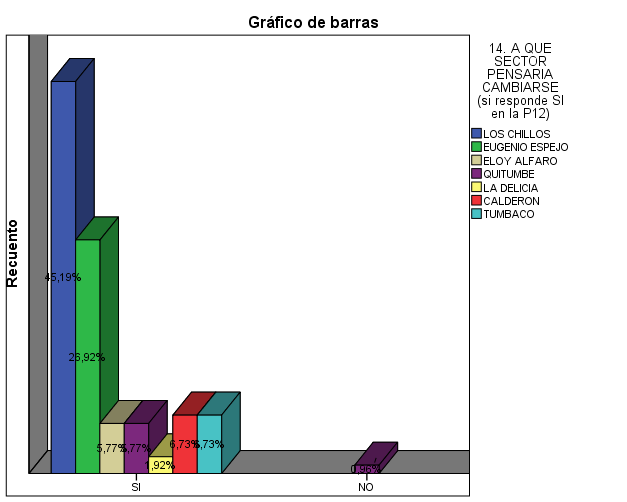 Gráfico de barras
14. A QUE
SECTOR
PENSARIA
CAMBIARSE
(si responde SI
en la P12)
LOS CHILLOS
EUGENIO ESPEJO
ELOY ALFARO
QUITUMBE
LA DELICIA
CALDERON
TUMBACO
Recuento
45,19%
26,92%
5,77% 5,77% 1,92% 6,73% 6,73%
0,96%
SI NO